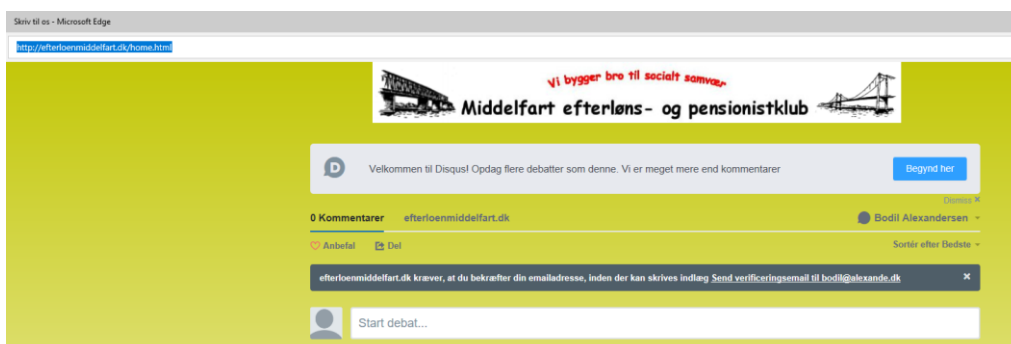 Skriv til os - Microsoft Edge
http://efterloenmiddelfart.dk/home.html
Vi bygger bro til socialt samvær
Middelfart efterløns- og pensionistklub
Velkommen til Disqus! Opdag flere debatter som denne. Vi er meget mere end kommentarer
Begynd her
Dismiss ×
0 Kommentarer efterloenmiddelfart.dk Bodil Alexandersen
Anbefal Del Sortér efter Bedste
efterloenmiddelfart.dk kræver, at du bekræfter din emailadresse, inden der kan skrives indlæg Send verificeringsemail til bodil@alexande.dk ×
Start debat...